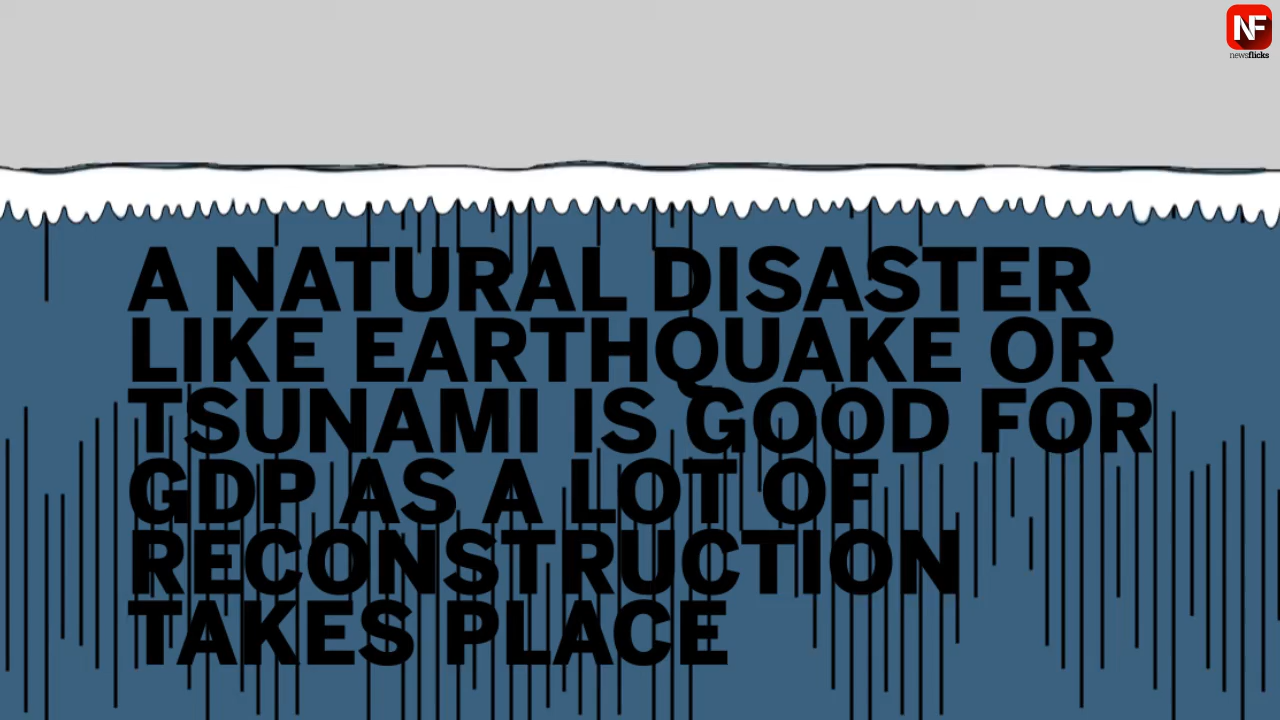 NF
newsflicks
A NATURAL DISASTER
LIKE EARTHQUAKE OR
TSUNAMI IS GOOD FOR
GDP AS A LOT OF
RECONSTRUCTION
TAKES PLACE